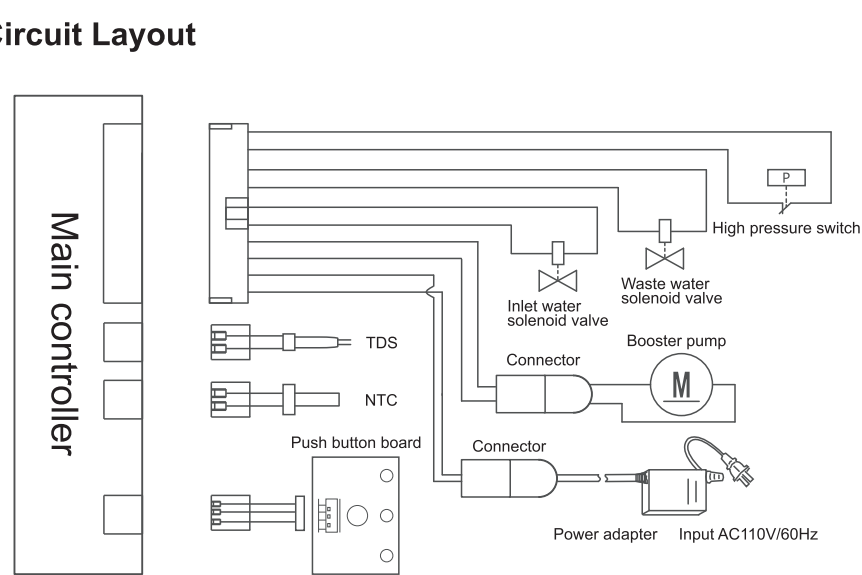 Circuit Layout
Main controller
P
High pressure switch
Waste water
solenoid valve
Inlet water
solenoid valve
TDS
Booster pump
Connector
M
NTC
Push button board
Connector
Power adapter
Input AC110V/60Hz